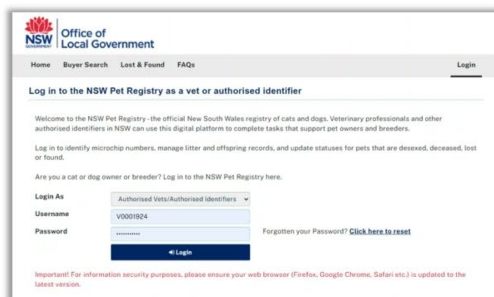 NSW
GOVERNMENT
Office of
Local Government
Home Buyer Search Lost & Found FAQs Login
Log in to the NSW Pet Registry as a vet or authorised identifier
Welcome to the NSW Pet Registry - the official New South Wales registry of cats and dogs. Veterinary professionals and other
authorised identifiers in NSW can use this digital platform to complete tasks that support pet owners and breeders.
Log in to identify microchip numbers, manage litter and offspring records, and update statuses for pets that are desexed, deceased, lost
or found.
Are you a cat or dog owner or breeder? Log in to the NSW Pet Registry here.
Login As Authorised Vets/Authorised Identifiers
Username V0001924
Password ••••••••••• Forgotten your Password? Click here to reset
Login
Important! For information security purposes, please ensure your web browser (Firefox, Google Chrome, Safari etc.) is updated to the
latest version.